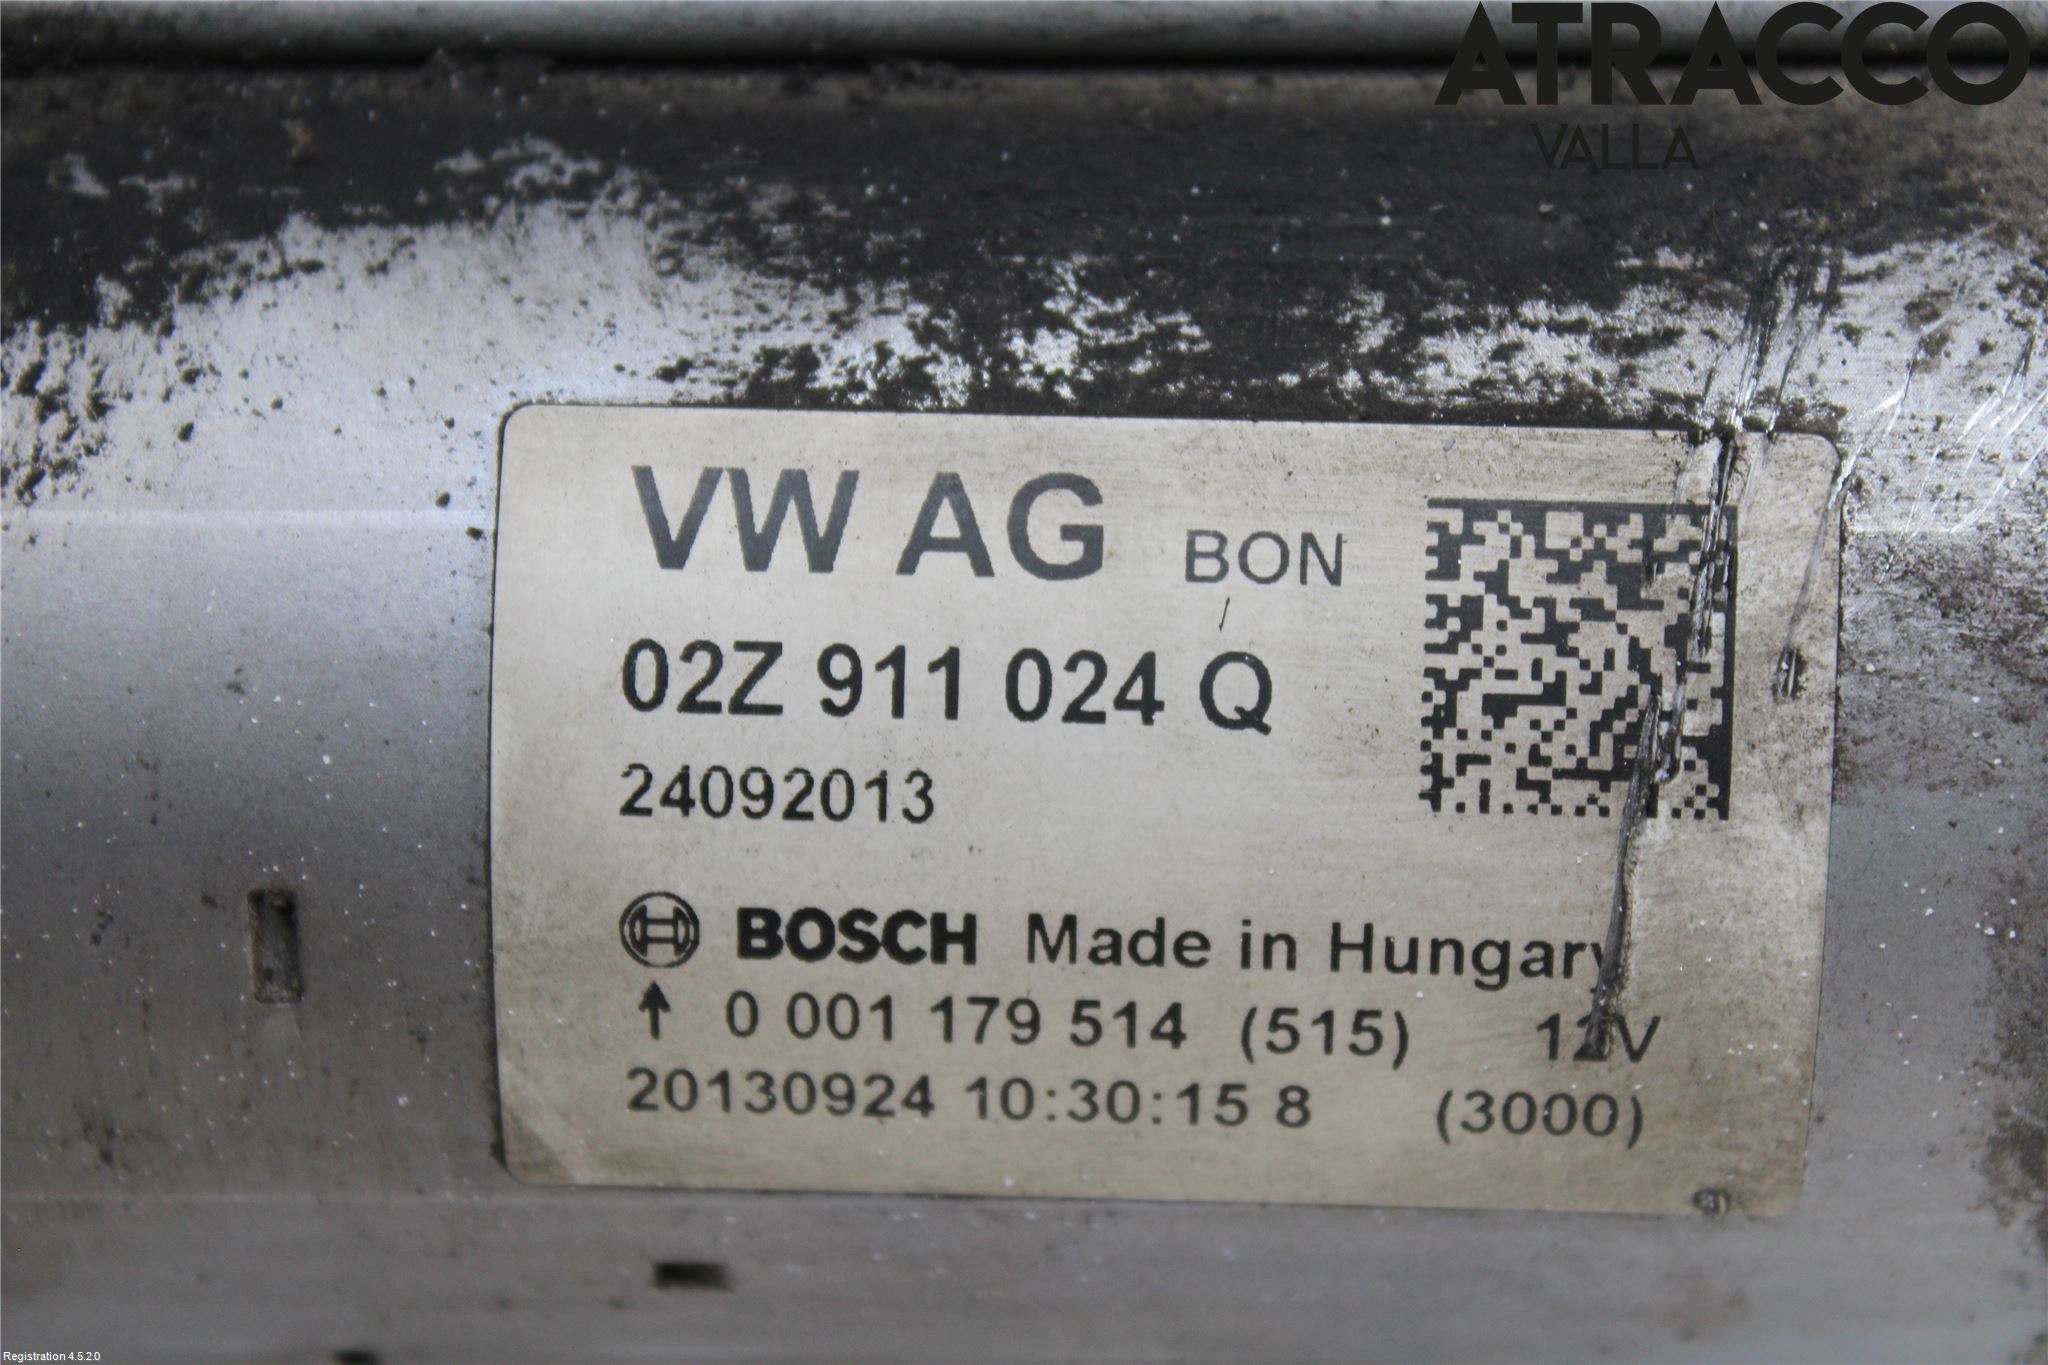 ATRACCO
VALLA
VW AG BON
02Z 911 024 Q
24092013
BOSCH Made in Hungary
↑ 0 001 179 514 (515) 12V
20130924 10:30:15 8 (3000)
Registration 4.5.2.0